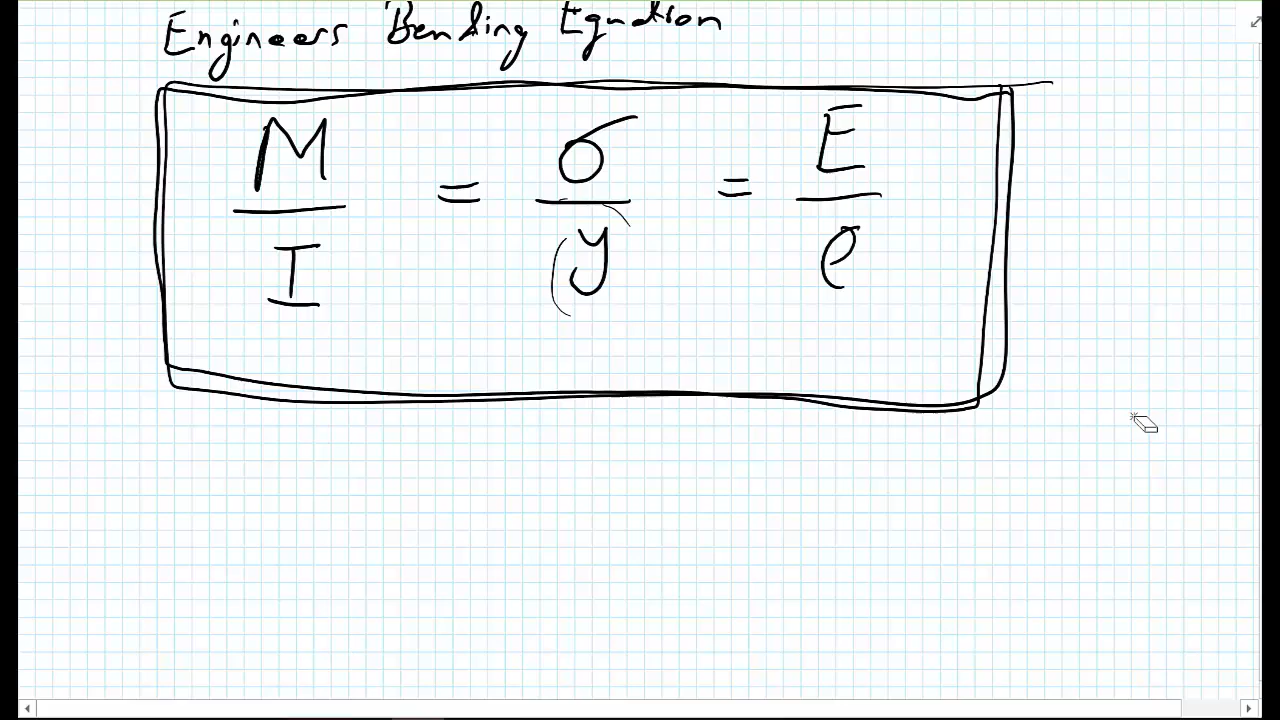 Engineers Bending Equation
M = σ = E
I y ρ